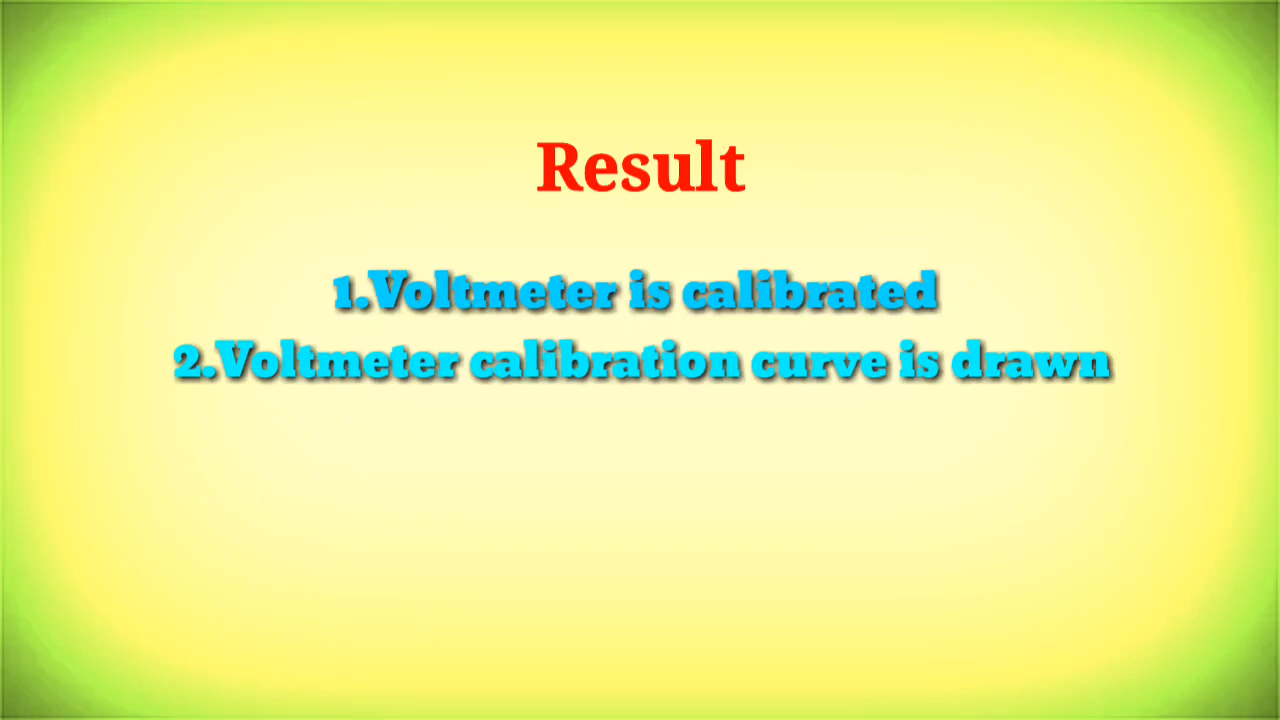 Result
1.Voltmeter is calibrated
2.Voltmeter calibration curve is drawn